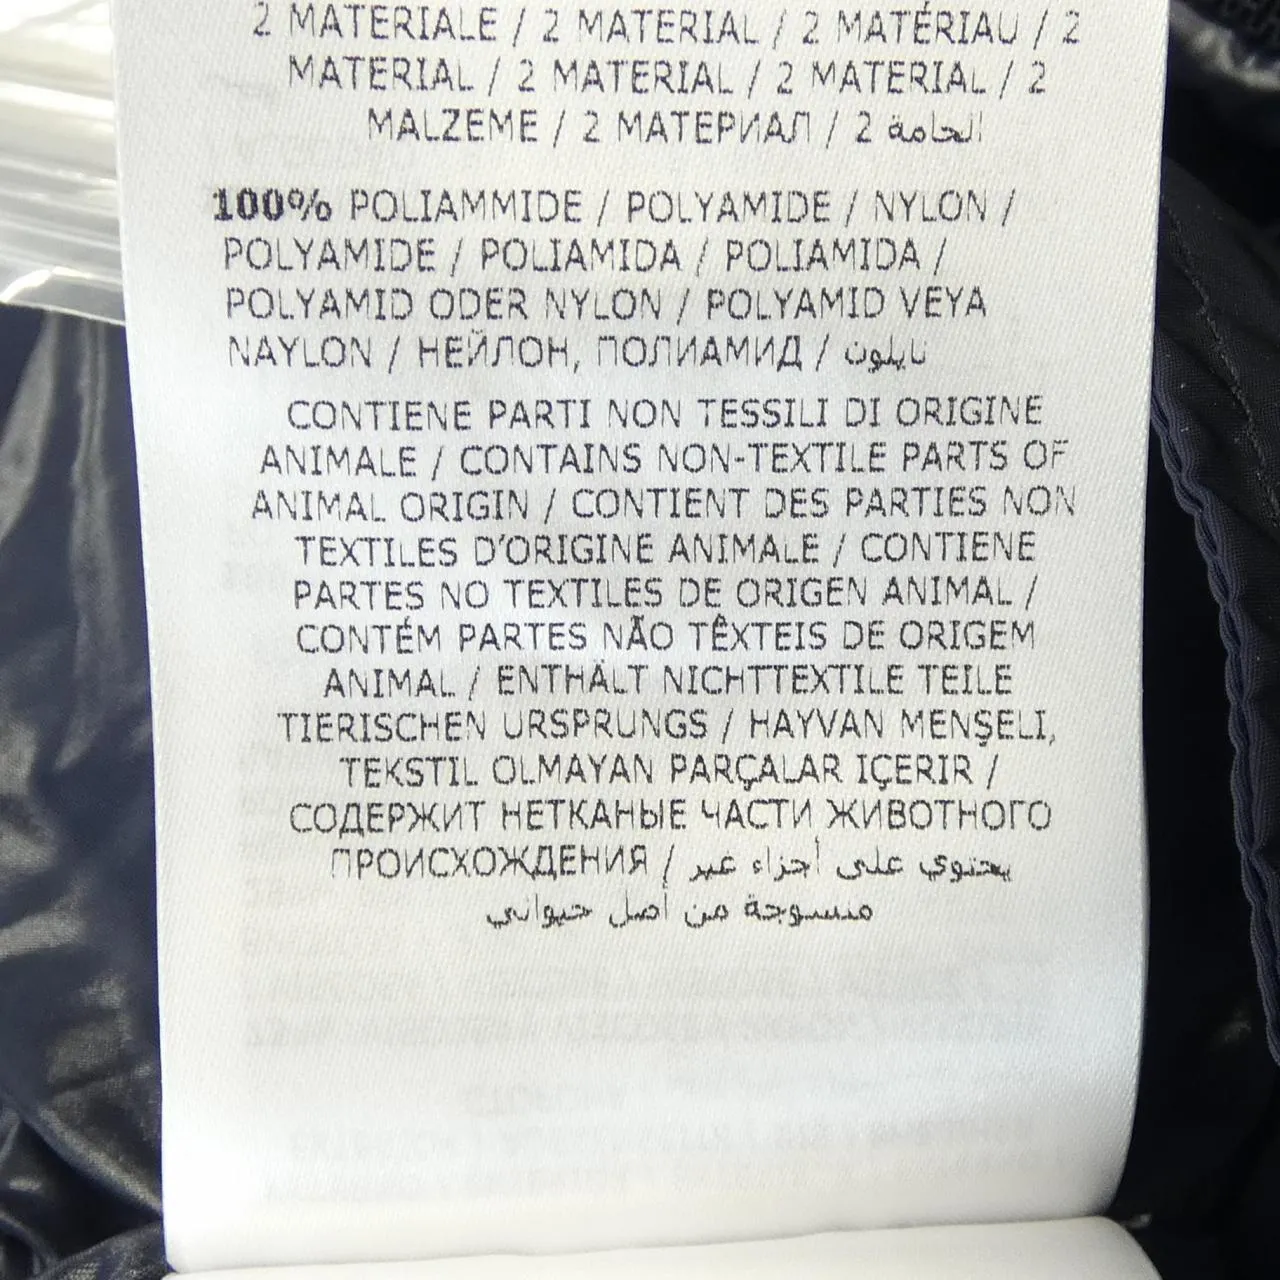 2 MATERIALE / 2 MATERIAL / 2 MATÉRIAU / 2
MATERIAL / 2 MATERIAL / 2 MATERIAL / 2
MALZEME / 2 МАТЕРИАЛ / 2 الخامة
100% POLIAMMIDE / POLYAMIDE / NYLON /
POLYAMIDE / POLIAMIDA / POLIAMIDA /
POLYAMID ODER NYLON / POLYAMID VEYA
NAYLON / НЕЙЛОН, ПОЛИАМИД / نايلون
CONTIENE PARTI NON TESSILI DI ORIGINE
ANIMALE / CONTAINS NON-TEXTILE PARTS OF
ANIMAL ORIGIN / CONTIENT DES PARTIES NON
TEXTILES D'ORIGINE ANIMALE / CONTIENE
PARTES NO TEXTILES DE ORIGEN ANIMAL /
CONTÉM PARTES NÃO TÊXTEIS DE ORIGEM
ANIMAL / ENTHÄLT NICHTTEXTILE TEILE
TIERISCHEN URSPRUNGS / HAYVAN MENŞELI,
TEKSTIL OLMAYAN PARÇALAR IÇERIR /
СОДЕРЖИТ НЕТКАНЫЕ ЧАСТИ ЖИВОТНОГО
ПРОИСХОЖДЕНИЯ / يحتوي على أجزاء غير
منسوجة من أصل حيواني